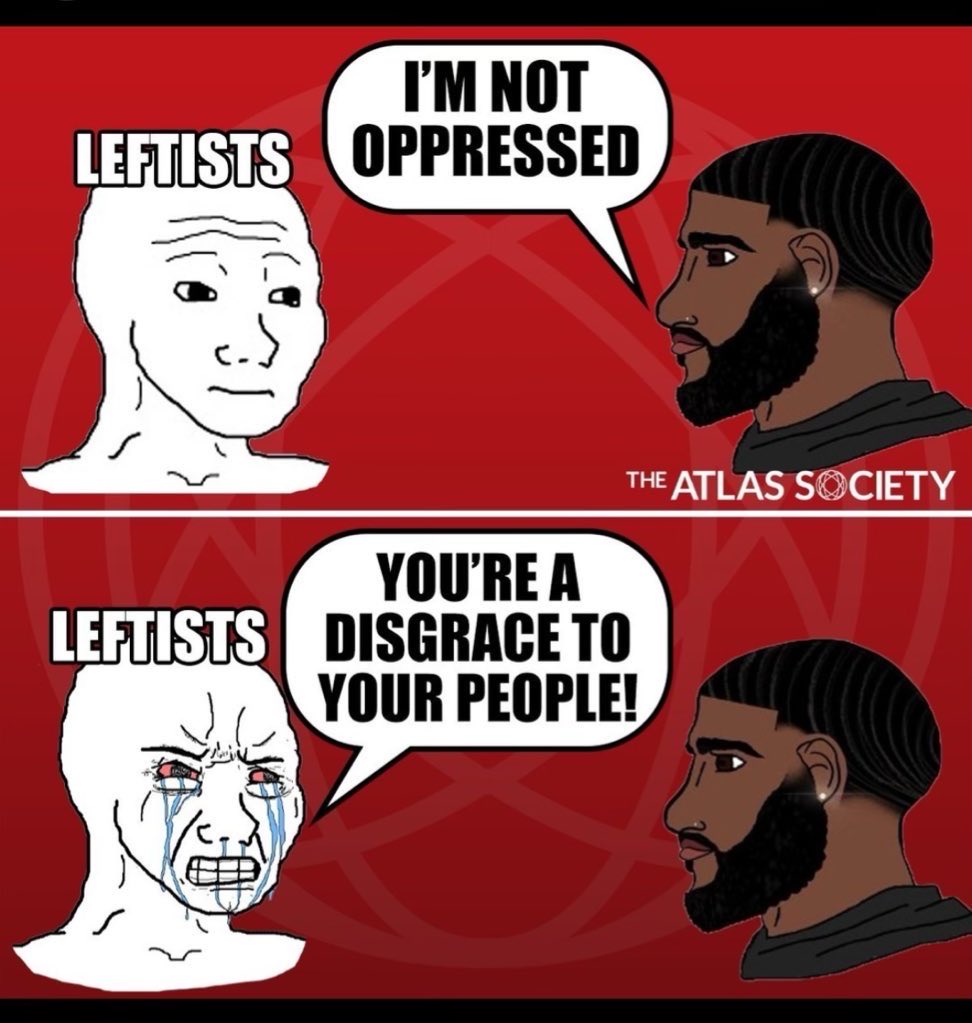 I'M NOT
OPPRESSED
LEFTISTS
THE ATLAS SOCIETY
YOU'RE A
DISGRACE TO
YOUR PEOPLE!
LEFTISTS